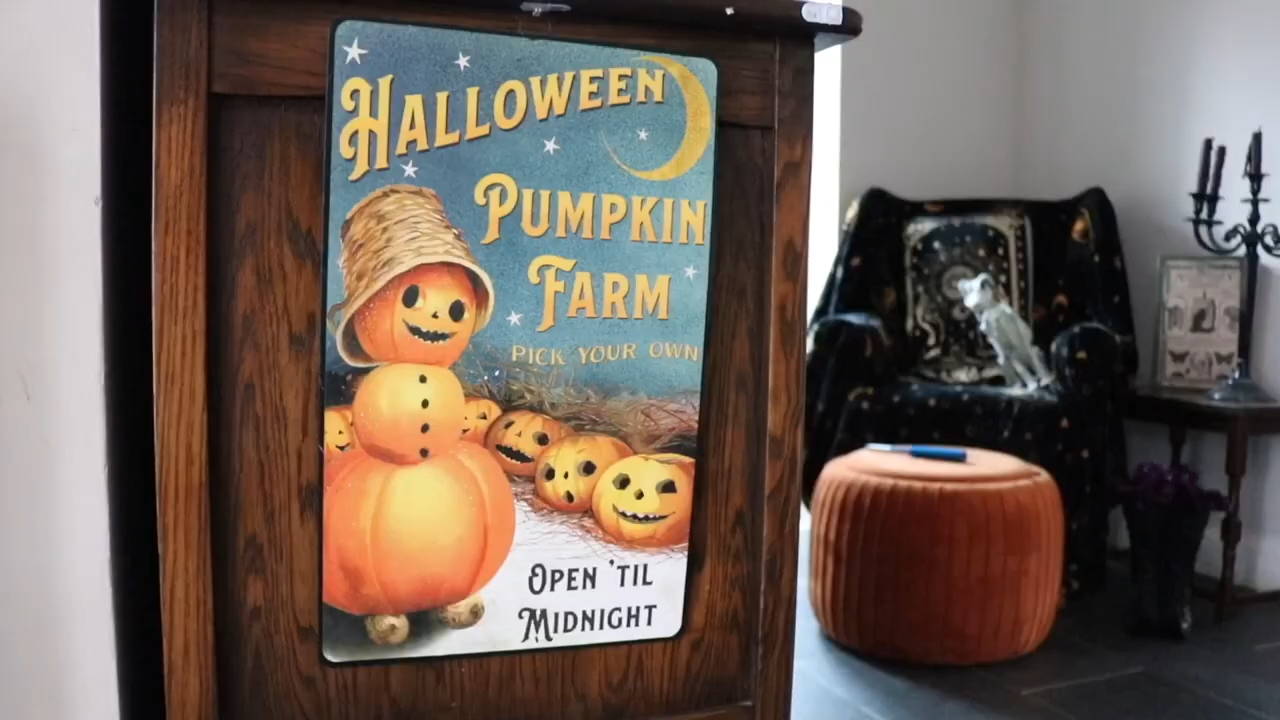 HALLOWEEN
PUMPKIN
FARM
PICK YOUR OWN
OPEN 'TIL
MIDNIGHT